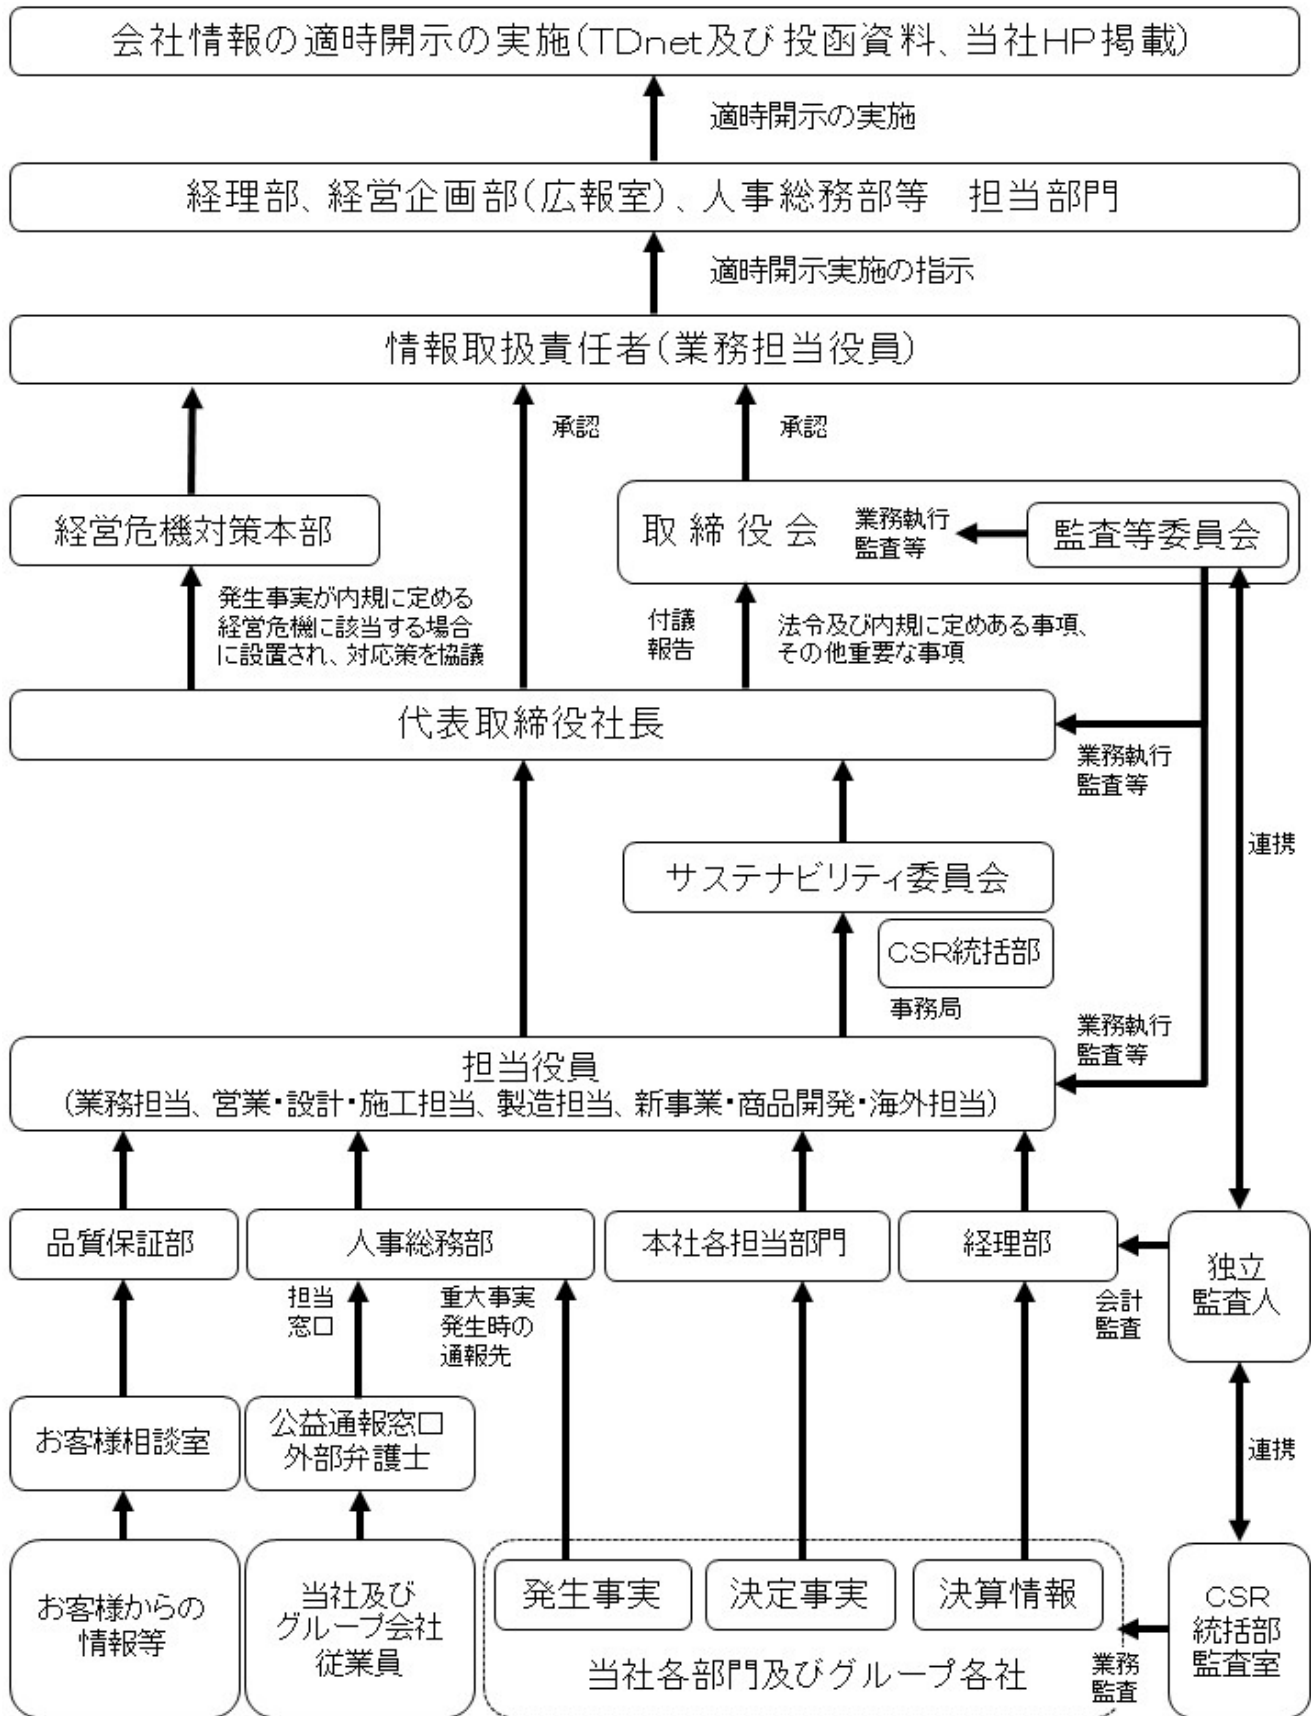 会社情報の適時開示の実施(TDnet及び投函資料、当社HP掲載)
適時開示の実施
経理部、経営企画部(広報室)、人事総務部等　担当部門
適時開示実施の指示
情報取扱責任者(業務担当役員)
承認
承認
経営危機対策本部
取締役会
業務執行
監査等
監査等委員会
発生事実が内規に定める
経営危機に該当する場合
に設置され、対応策を協議
付議
報告
法令及び内規に定めある事項、
その他重要な事項
代表取締役社長
業務執行
監査等
連携
サステナビリティ委員会
CSR統括部
事務局
業務執行
監査等
担当役員
(業務担当、営業・設計・施工担当、製造担当、新事業・商品開発・海外担当)
品質保証部
人事総務部
本社各担当部門
経理部
独立
監査人
担当
窓口
重大事実
発生時の
通報先
会計
監査
お客様相談室
公益通報窓口
外部弁護士
連携
お客様からの
情報等
当社及び
グループ会社
従業員
発生事実
決定事実
決算情報
当社各部門及びグループ各社
業務
監査
CSR
統括部
監査室